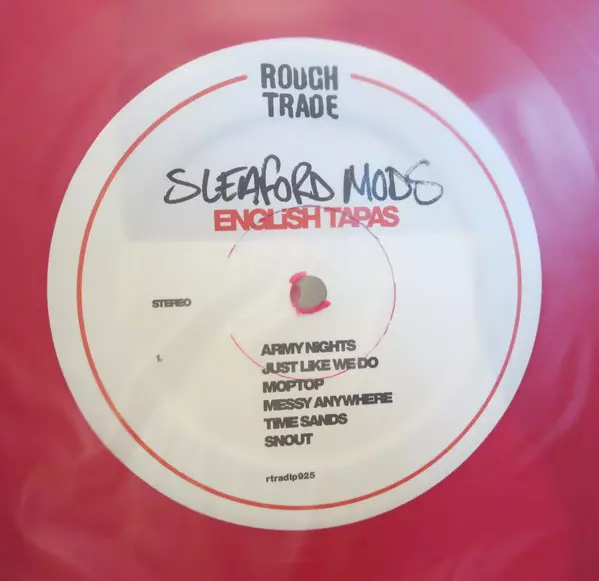 ROUGH
TRADE
SLEAFORD MODS
ENGLISH TAPAS
STEREO
1.
ARMY NIGHTS
JUST LIKE WE DO
MOPTOP
MESSY ANYWHERE
TIME SANDS
SNOUT
rtradlp925